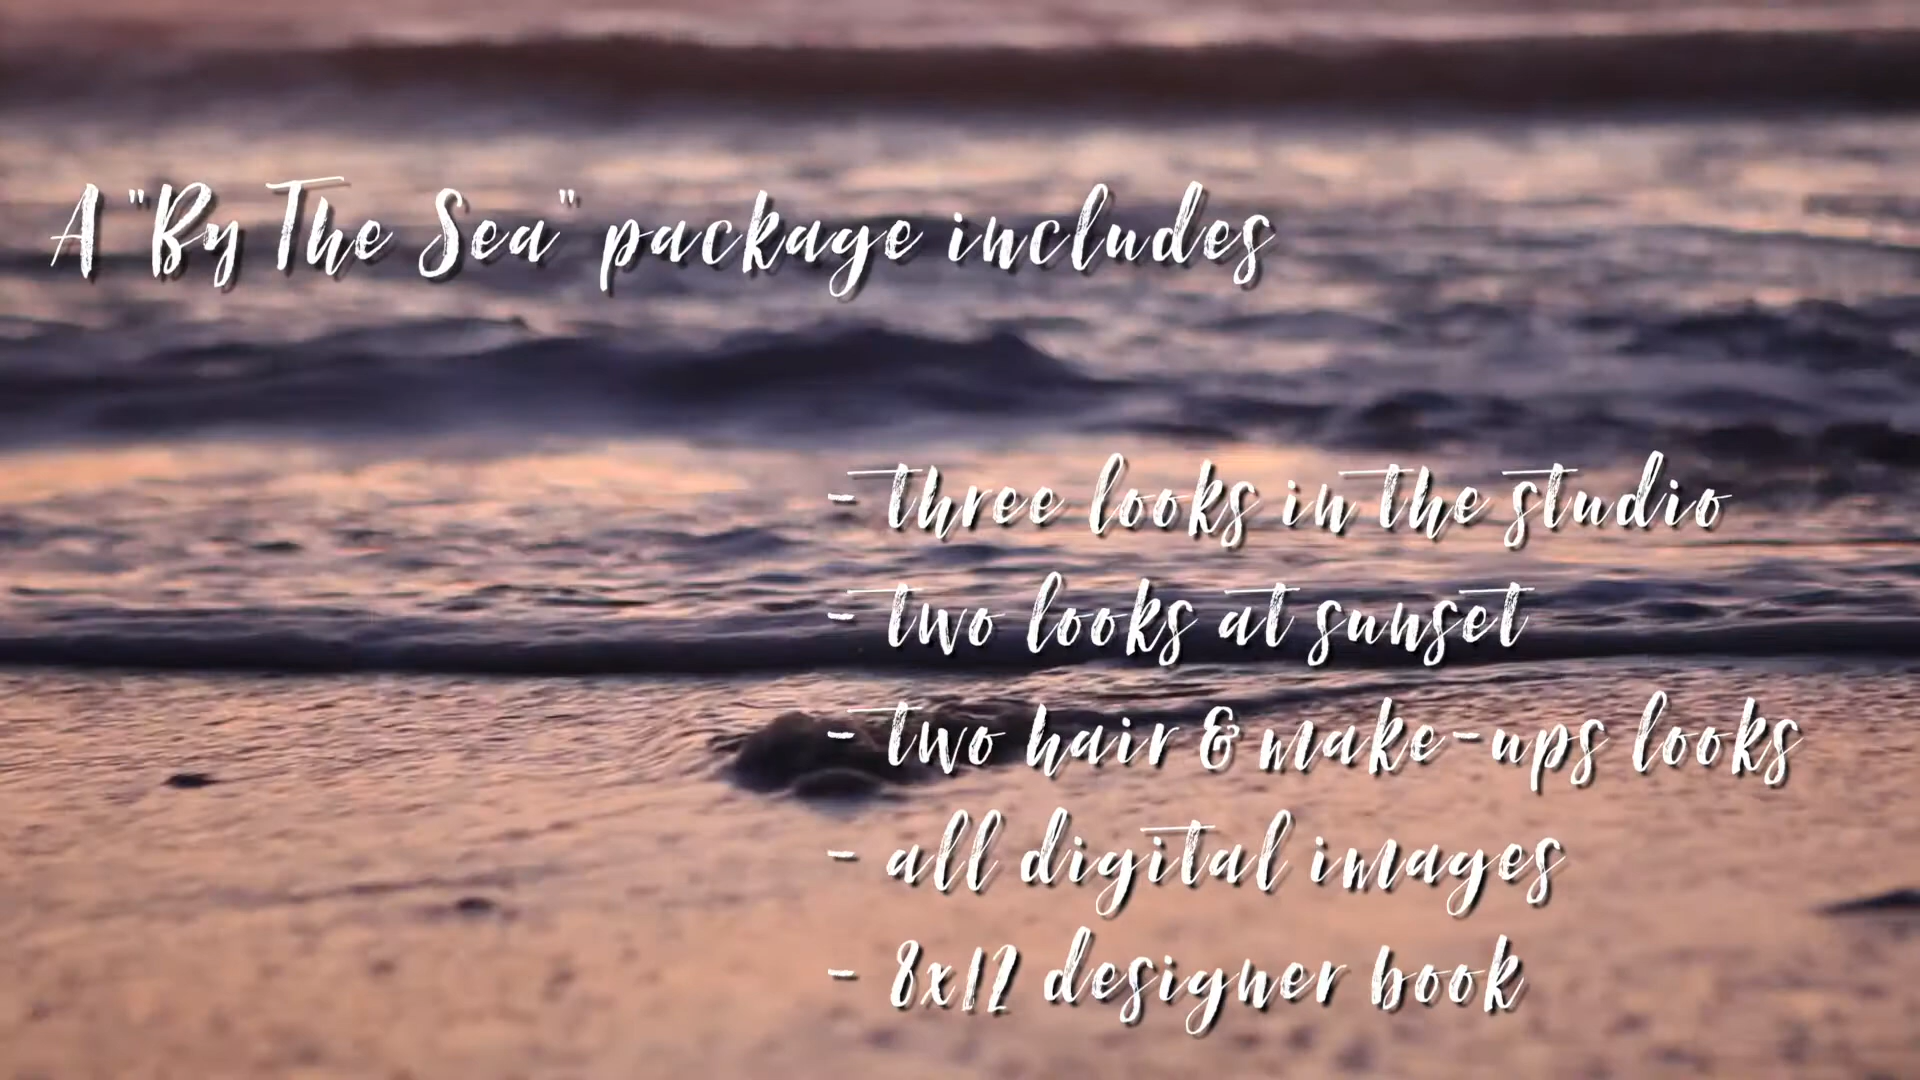 A "By The Sea" package includes
- three looks in the studio
- two looks at sunset
- two hair & make-ups looks
- all digital images
- 8x12 designer book